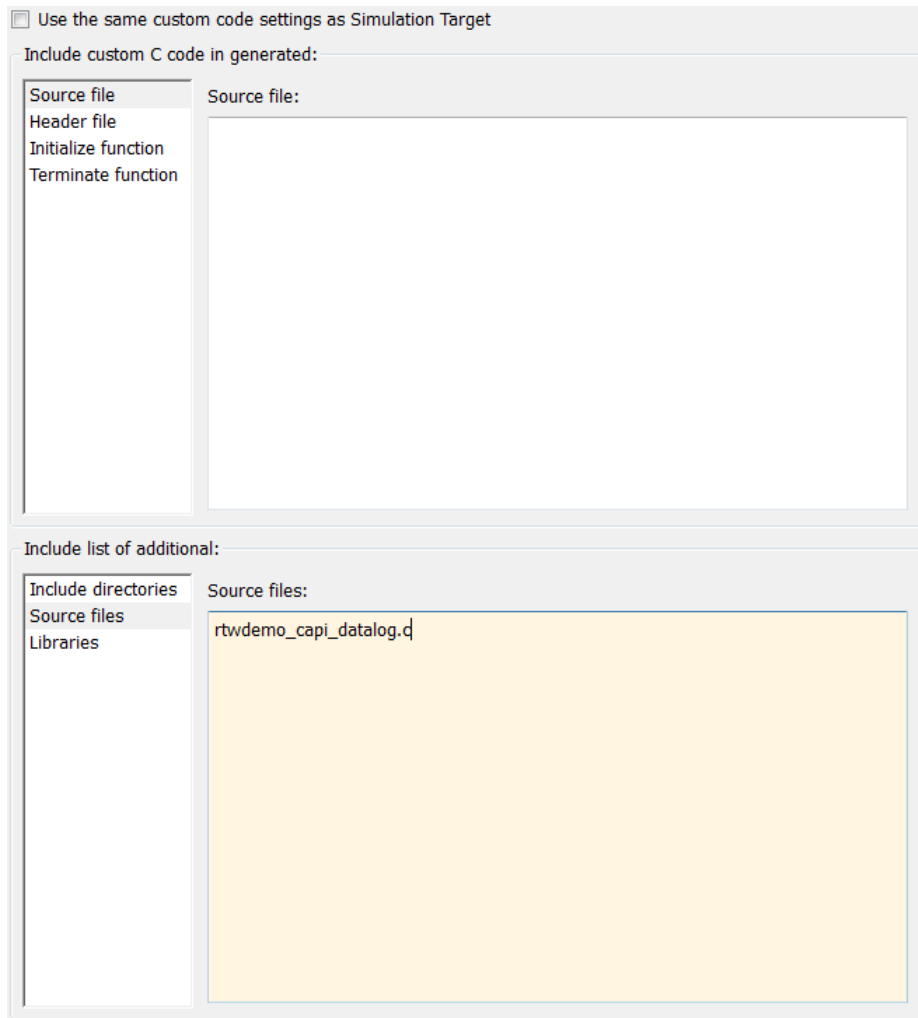 Use the same custom code settings as Simulation Target
Include custom C code in generated:
Source file
Header file
Initialize function
Terminate function
Source file:
Include list of additional:
Include directories
Source files
Libraries
Source files:
rtwdemo_capi_datalog.c